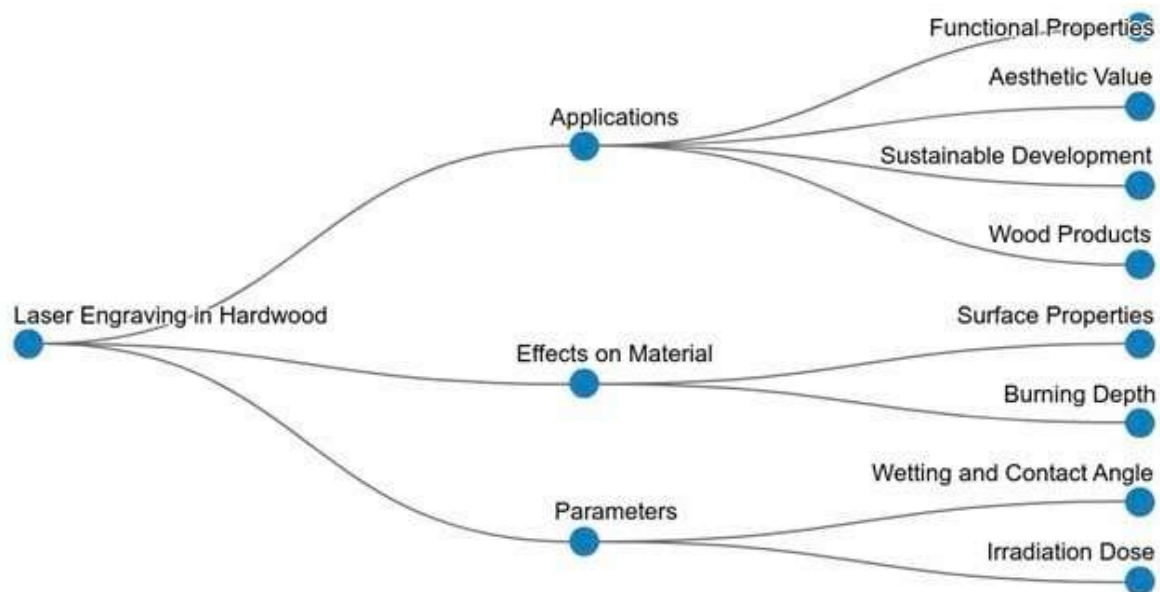 Functional Properties
Aesthetic Value
Applications
Sustainable Development
Wood Products
Laser Engraving in Hardwood
Surface Properties
Effects on Material
Burning Depth
Wetting and Contact Angle
Parameters
Irradiation Dose